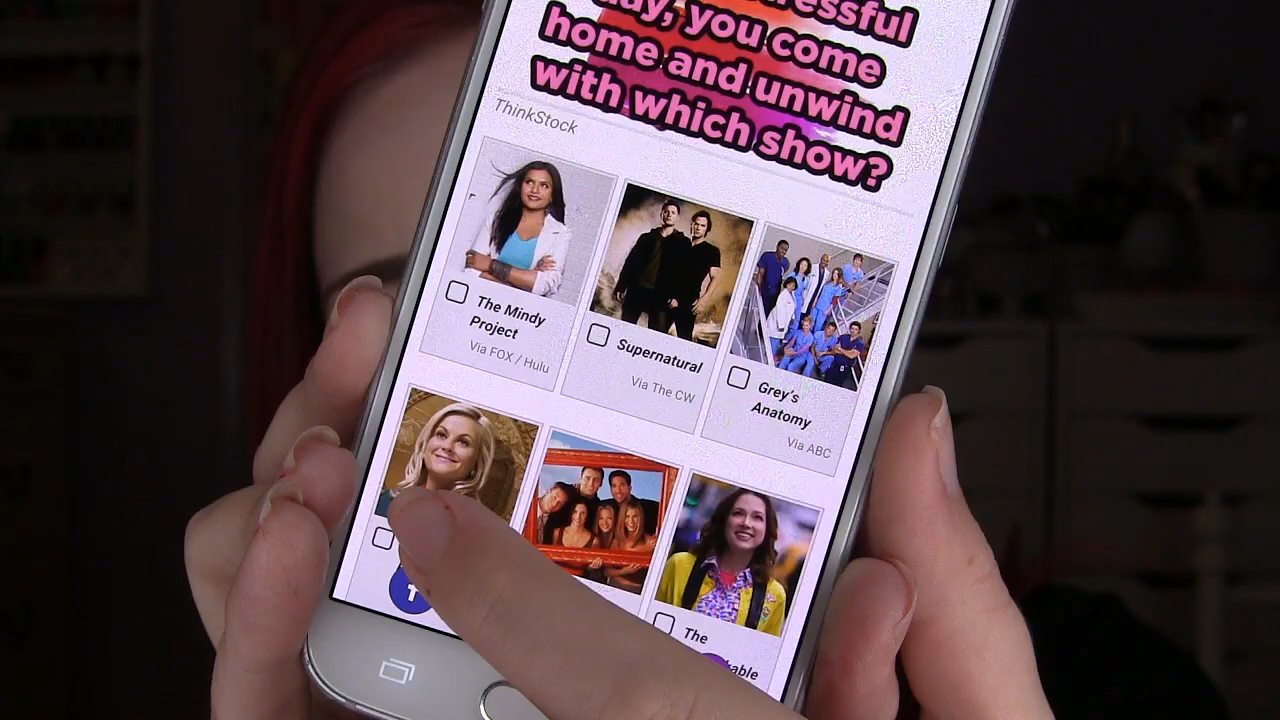 day, you come
home and unwind
with which show?
ThinkStock
The Mindy
Project
Via FOX / Hulu
Supernatural
Via The CW
Grey's
Anatomy
Via ABC
The